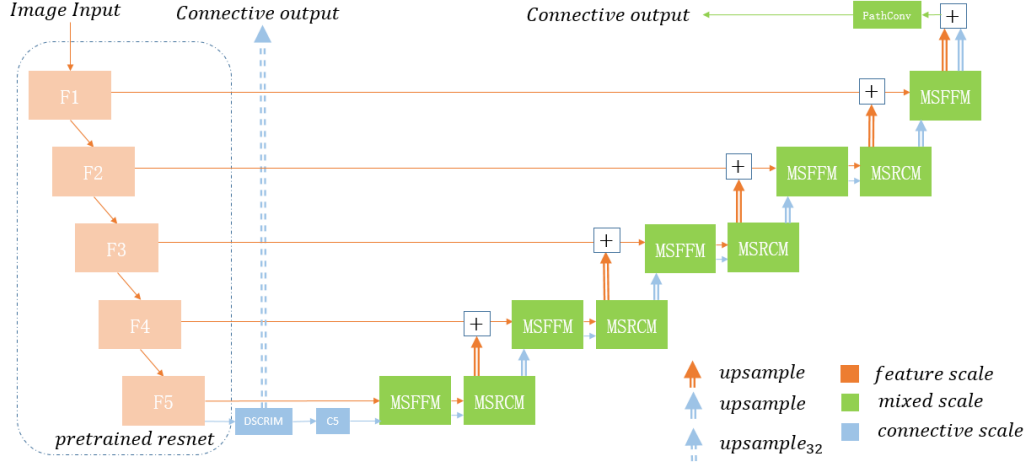 Image Input
Connective output
Connective output
PathConv
+
F1
+
MSFFM
F2
+
MSFFM
MSRCM
F3
+
MSFFM
MSRCM
F4
+
MSFFM
MSRCM
F5
MSFFM
MSRCM
DSCRIM
C5
pretrained resnet
upsample
feature scale
upsample
mixed scale
upsample32
connective scale